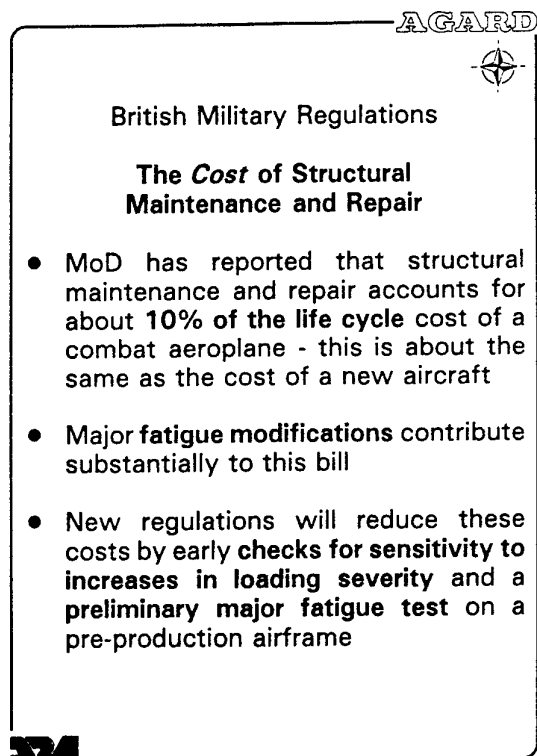 AGARD
British Military Regulations
The Cost of Structural
Maintenance and Repair
● MoD has reported that structural
maintenance and repair accounts for
about 10% of the life cycle cost of a
combat aeroplane - this is about the
same as the cost of a new aircraft
● Major fatigue modifications contribute
substantially to this bill
● New regulations will reduce these
costs by early checks for sensitivity to
increases in loading severity and a
preliminary major fatigue test on a
pre-production airframe